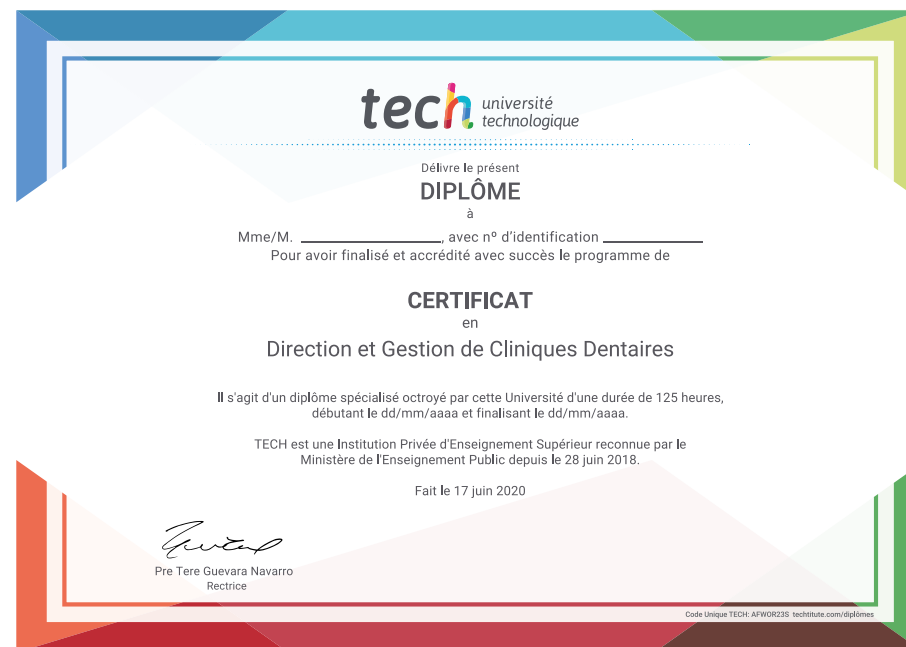 tech université
technologique
Délivre le présent
DIPLÔME
à
Mme/M. ____________________, avec nº d'identification ______________
Pour avoir finalisé et accrédité avec succès le programme de
CERTIFICAT
en
Direction et Gestion de Cliniques Dentaires
Il s'agit d'un diplôme spécialisé octroyé par cette Université d'une durée de 125 heures,
débutant le dd/mm/aaaa et finalisant le dd/mm/aaaa.
TECH est une Institution Privée d'Enseignement Supérieur reconnue par le
Ministère de l'Enseignement Public depuis le 28 juin 2018.
Fait le 17 juin 2020
Pre Tere Guevara Navarro
Rectrice
Code Unique TECH: AFWOR23S techtitute.com/diplômes